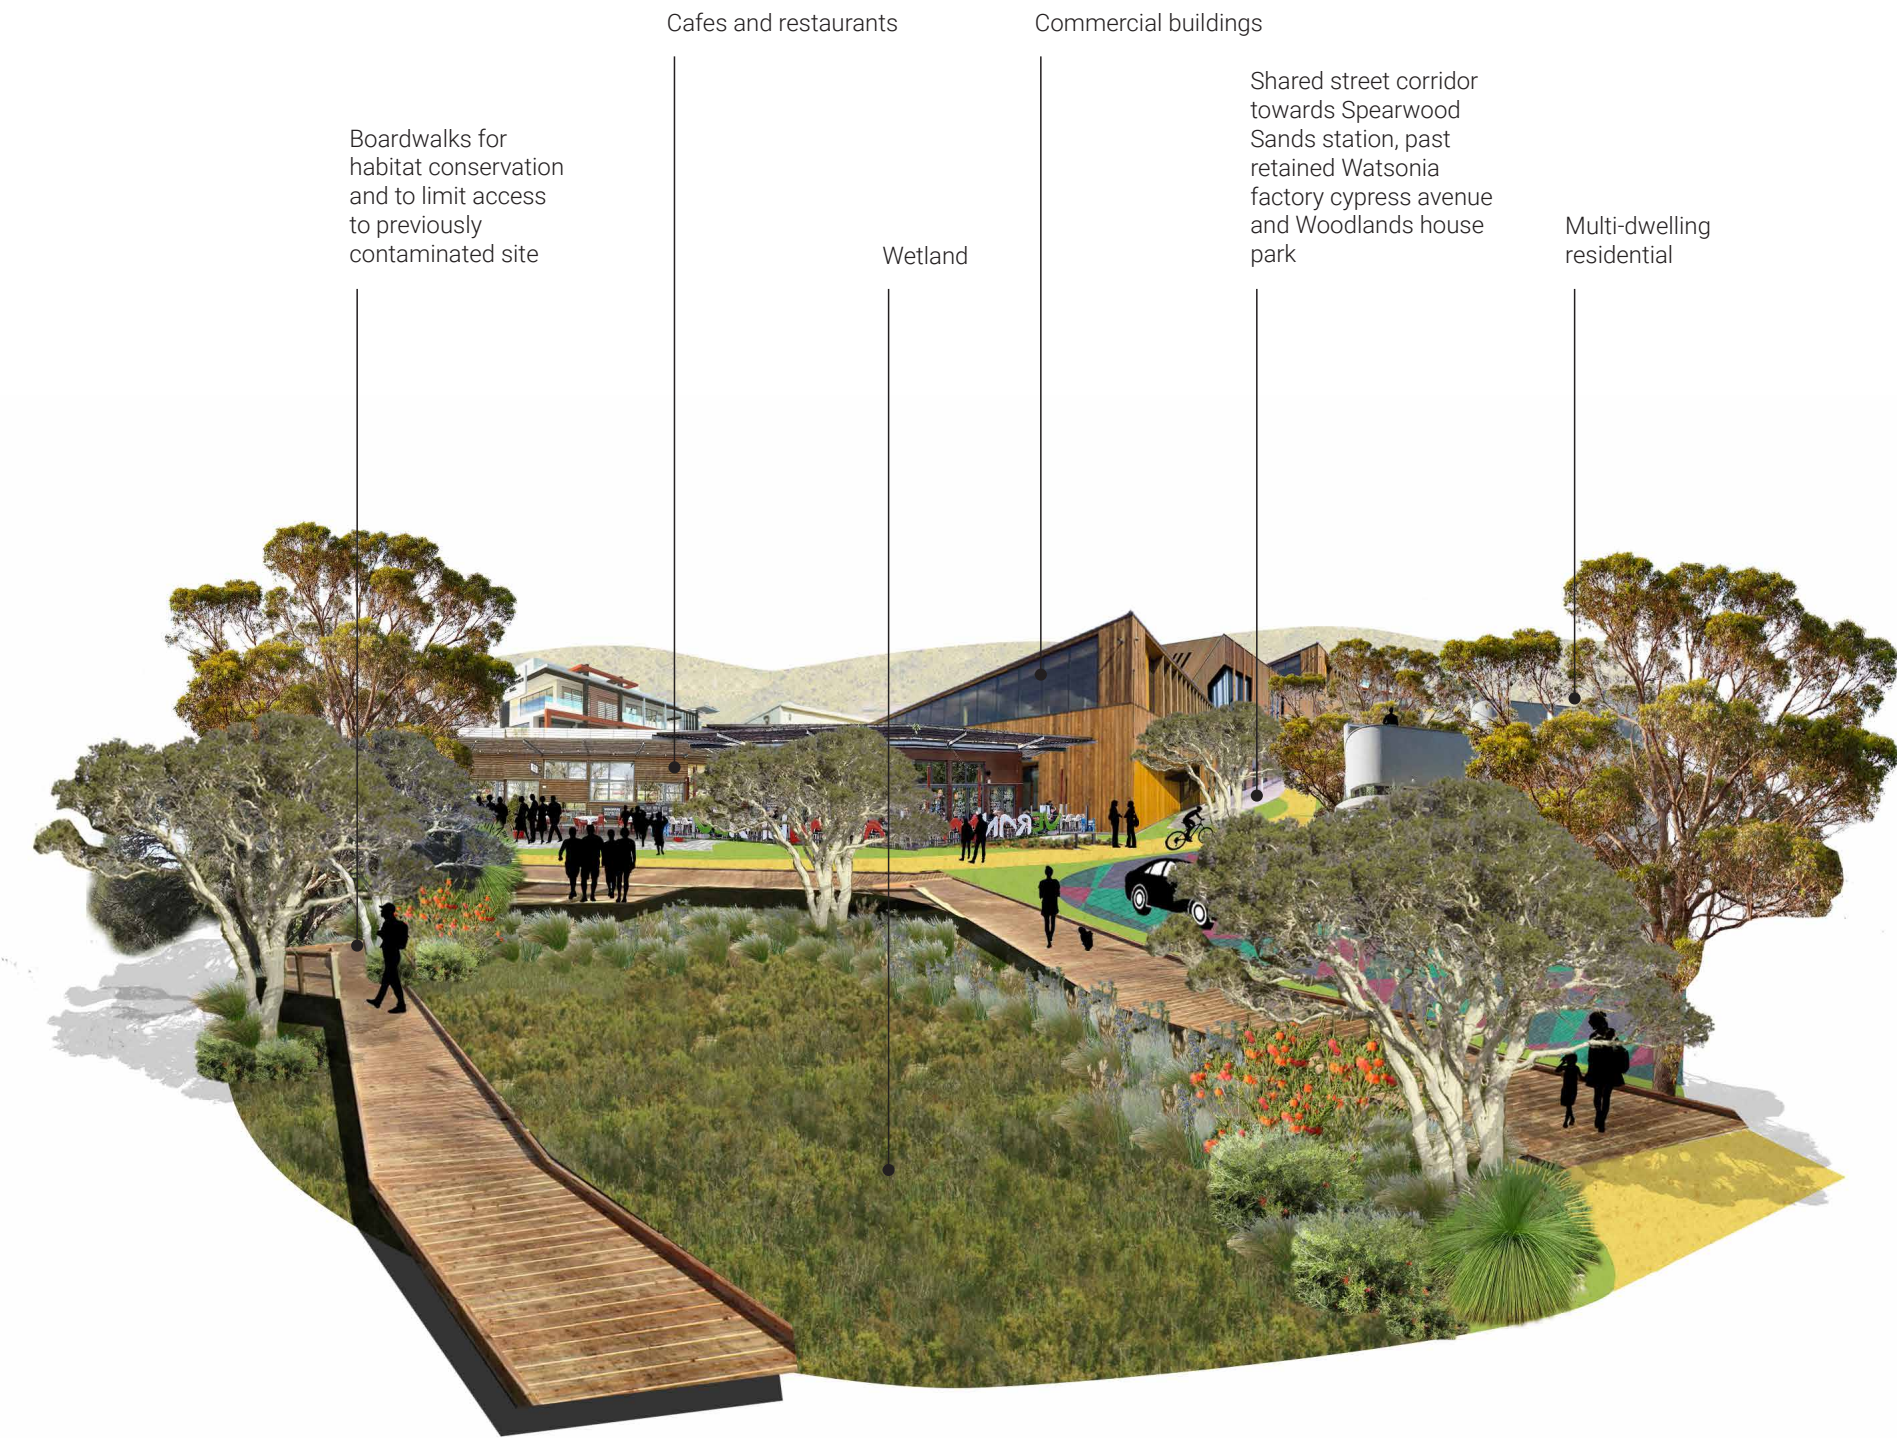 Cafes and restaurants
Commercial buildings
Shared street corridor
towards Spearwood
Sands station, past
retained Watsonia
factory cypress avenue
and Woodlands house
park
Boardwalks for
habitat conservation
and to limit access
to previously
contaminated site
Wetland
Multi-dwelling
residential